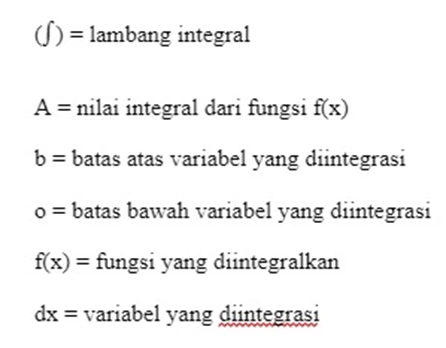 (∫) = lambang integral
A = nilai integral dari fungsi f(x)
b = batas atas variabel yang diintegrasi
o = batas bawah variabel yang diintegrasi
f(x) = fungsi yang diintegralkan
dx = variabel yang diintegrasi